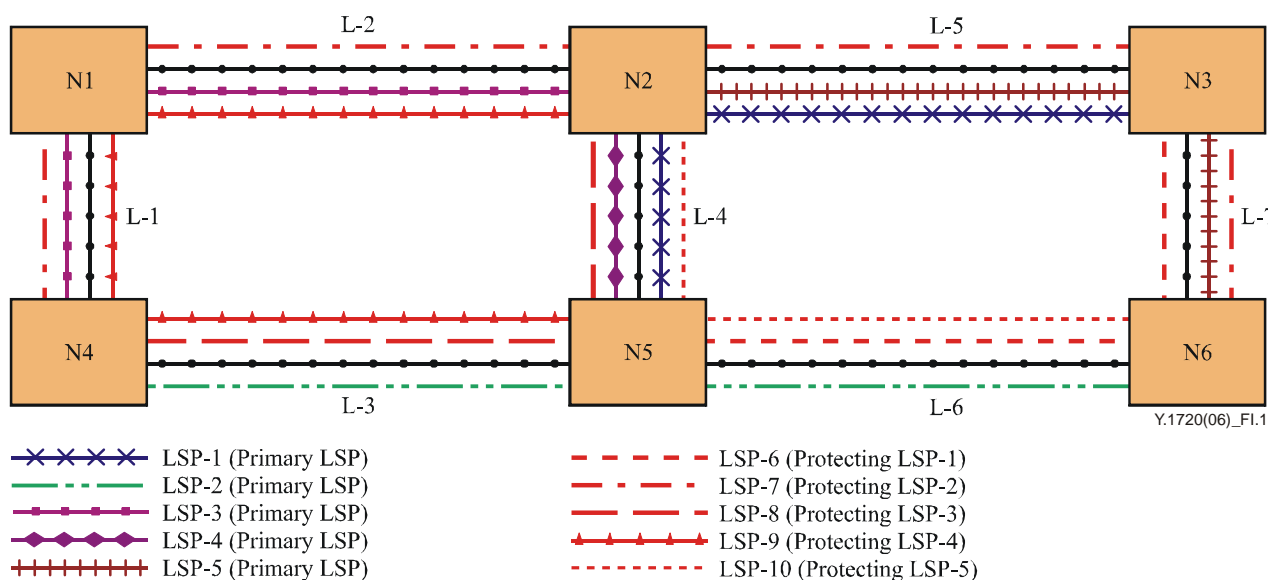 L-2
L-5
N1
N2
N3
L-1
L-4
L-7
N4
N5
N6
L-3
L-6
Y.1720(06)_FI.1
LSP-1 (Primary LSP)
LSP-2 (Primary LSP)
LSP-3 (Primary LSP)
LSP-4 (Primary LSP)
LSP-5 (Primary LSP)
LSP-6 (Protecting LSP-1)
LSP-7 (Protecting LSP-2)
LSP-8 (Protecting LSP-3)
LSP-9 (Protecting LSP-4)
LSP-10 (Protecting LSP-5)